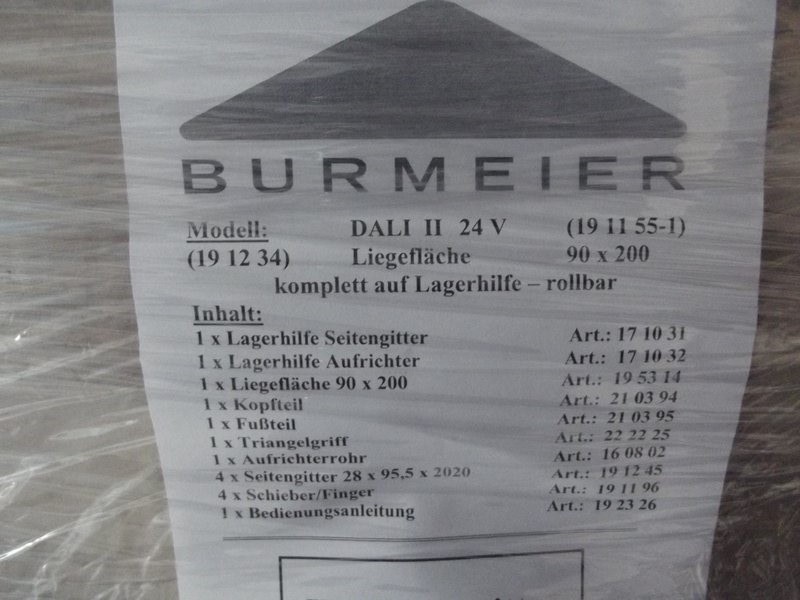 BURMEIER
Modell: DALI II 24 V (19 11 55-1)
(19 12 34) Liegefläche 90 x 200
komplett auf Lagerhilfe – rollbar
Inhalt:
1 x Lagerhilfe Seitengitter Art.: 17 10 31
1 x Lagerhilfe Aufrichter Art.: 17 10 32
1 x Liegefläche 90 x 200 Art.: 19 53 14
1 x Kopfteil Art.: 21 03 94
1 x Fußteil Art.: 21 03 95
1 x Triangelgriff Art.: 22 22 25
1 x Aufrichterrohr Art.: 16 08 02
4 x Seitengitter 28 x 95,5 x 2020 Art.: 19 12 45
4 x Schieber/Finger Art.: 19 11 96
1 x Bedienungsanleitung Art.: 19 23 26